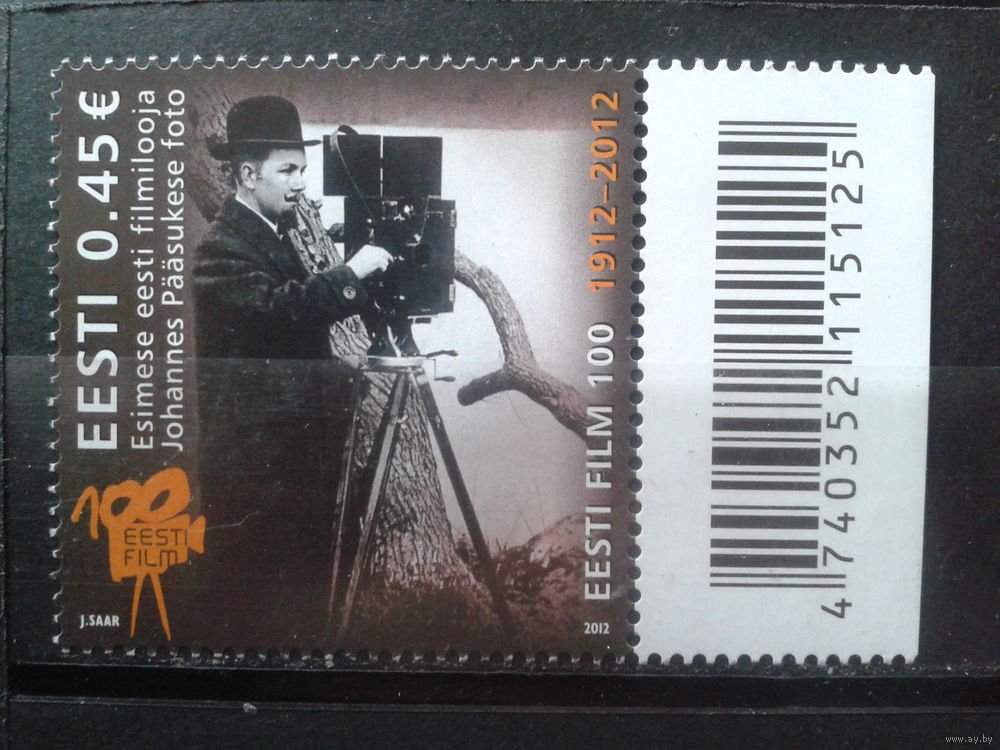 EESTI 0.45€
Esimese eesti filmilooja
Johannes Pääsukese foto
100
EESTI
FILM
J.SAAR
EESTI FILM 100 1912–2012
2012
4 740352 115125
www.ay.by